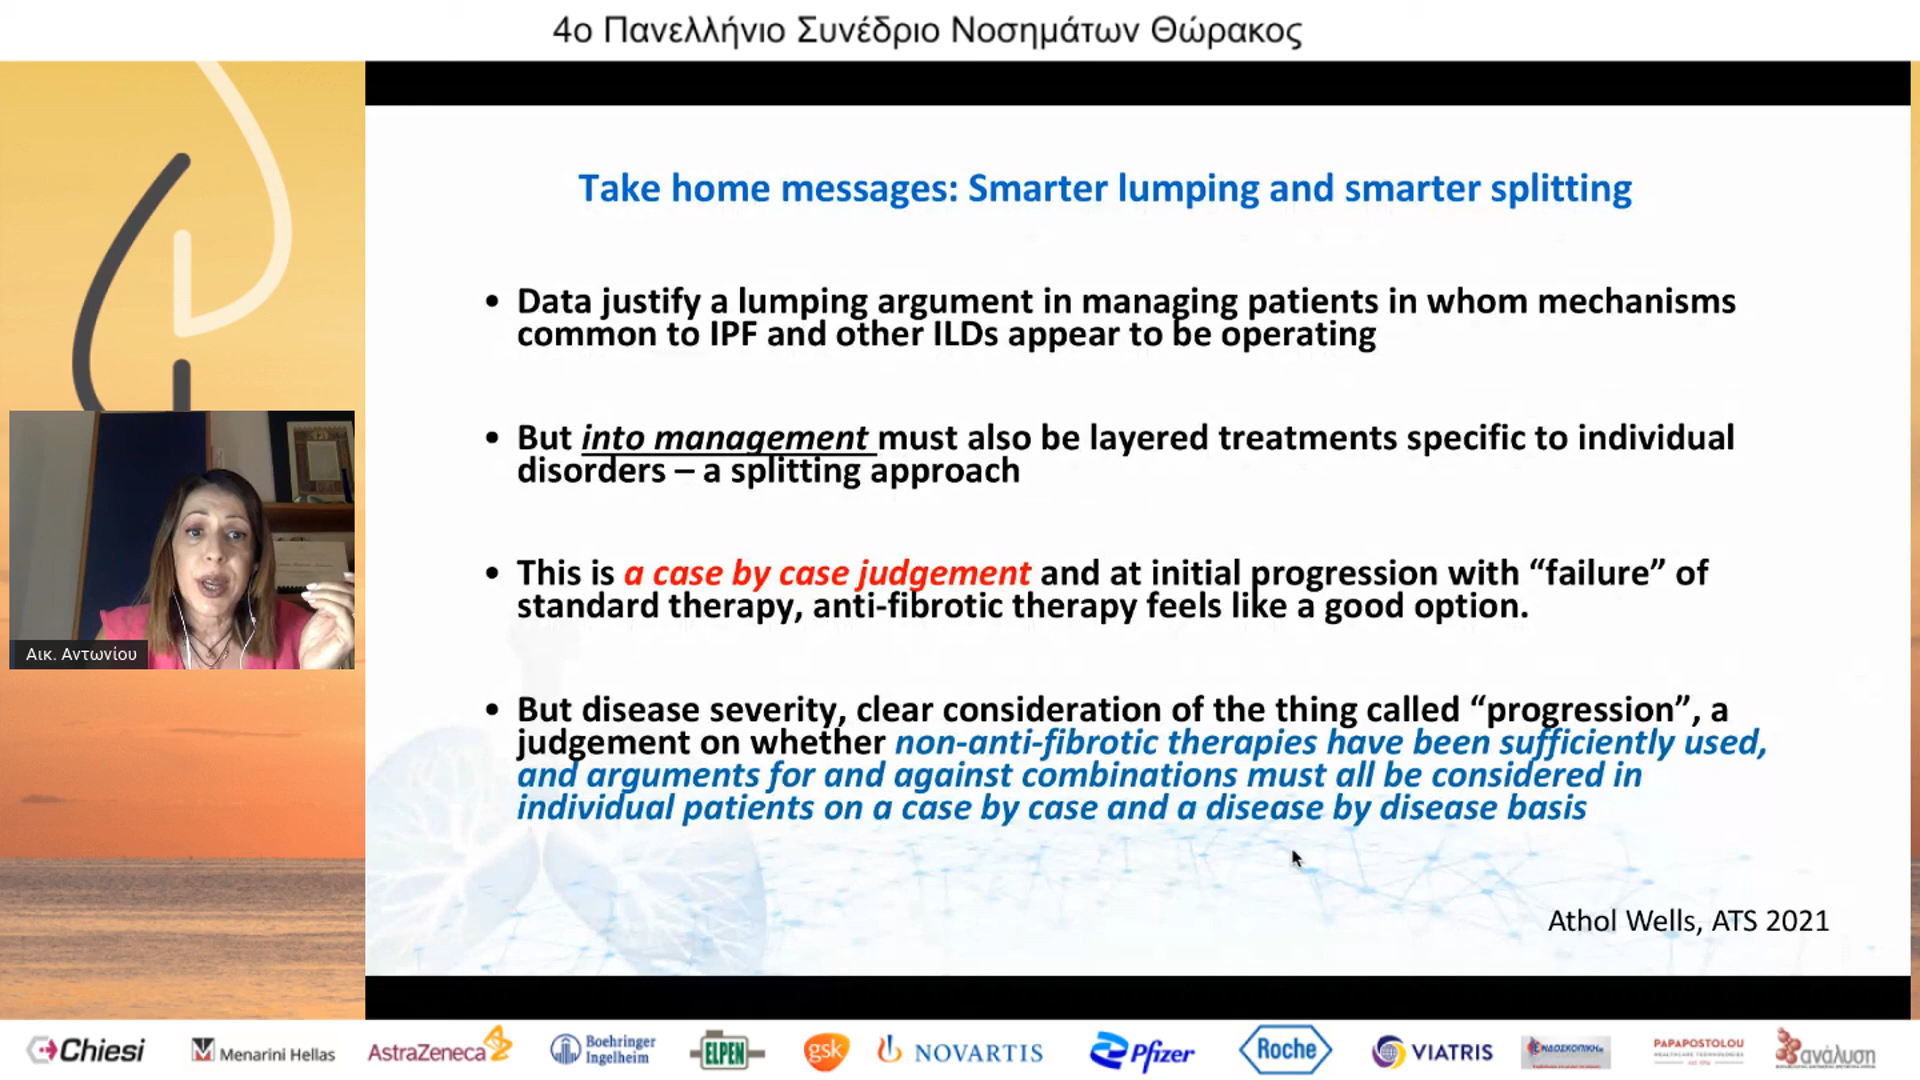 4ο Πανελλήνιο Συνέδριο Νοσημάτων Θώρακος
Take home messages: Smarter lumping and smarter splitting
• Data justify a lumping argument in managing patients in whom mechanisms
common to IPF and other ILDs appear to be operating
• But into management must also be layered treatments specific to individual
disorders – a splitting approach
• This is a case by case judgement and at initial progression with “failure” of
standard therapy, anti-fibrotic therapy feels like a good option.
• But disease severity, clear consideration of the thing called “progression”, a
judgement on whether non-anti-fibrotic therapies have been sufficiently used,
and arguments for and against combinations must all be considered in
individual patients on a case by case and a disease by disease basis
Athol Wells, ATS 2021
Αικ. Αντωνίου
Chiesi
Menarini Hellas
AstraZeneca
Boehringer
Ingelheim
ELPEN
gsk
NOVARTIS
Pfizer
Roche
VIATRIS
ΕΝΔΟΣΚΟΠΙΚΗ
PAPAPOSTOLOU
HEALTHCARE TECHNOLOGIES
ανάλυση